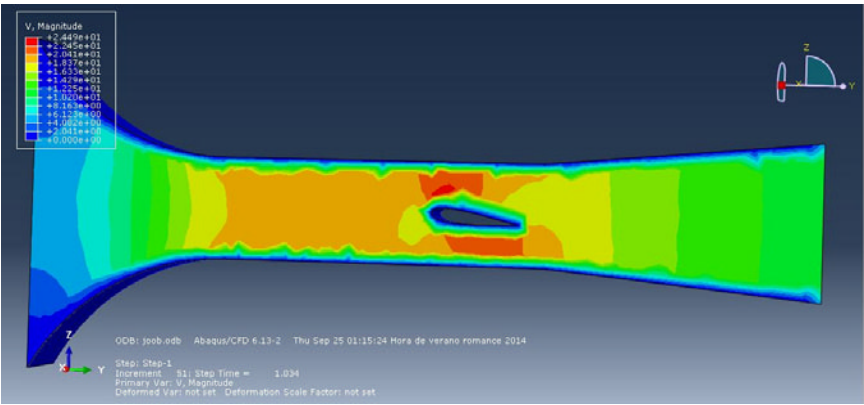 V, Magnitude
+2.449e+01
+2.245e+01
+2.041e+01
+1.837e+01
+1.633e+01
+1.429e+01
+1.225e+01
+1.020e+01
+8.163e+00
+6.123e+00
+4.082e+00
+2.041e+00
+0.000e+00
Z
X
Y
Z
X
Y
ODB: joob.odb Abaqus/CFD 6.13-2 Thu Sep 25 01:15:24 Hora de verano romance 2014
Step: Step-1
Increment 51: Step Time = 1.034
Primary Var: V, Magnitude
Deformed Var: not set Deformation Scale Factor: not set